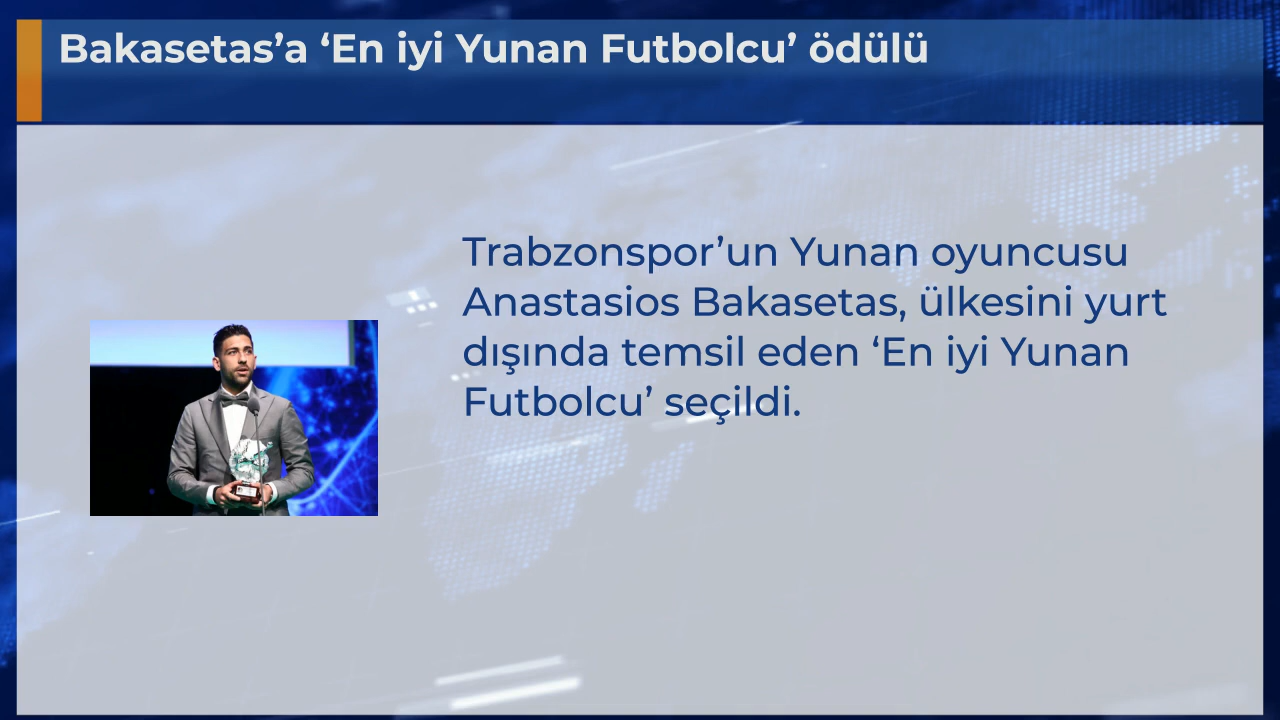 Bakasetas’a ‘En iyi Yunan Futbolcu’ ödülü
Trabzonspor’un Yunan oyuncusu
Anastasios Bakasetas, ülkesini yurt
dışında temsil eden ‘En iyi Yunan
Futbolcu’ seçildi.